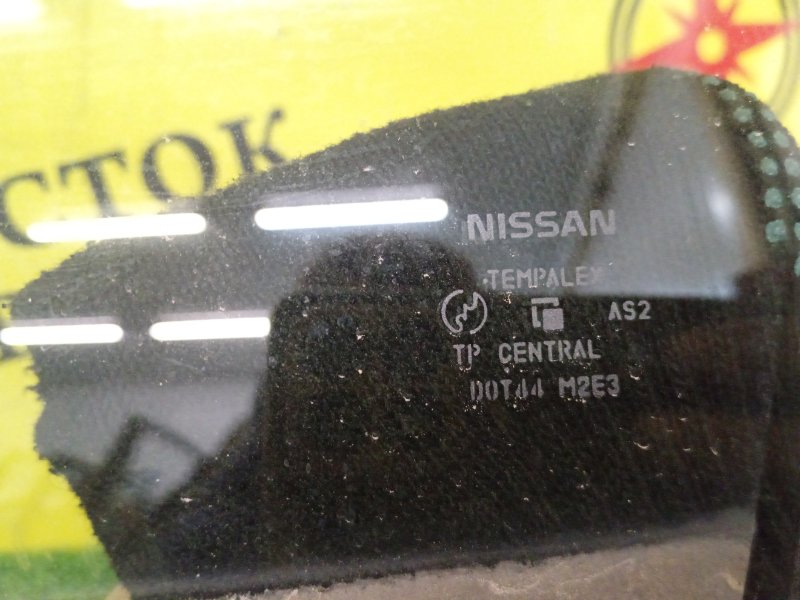 СТОК
NISSAN
TEMPALEX
AS2
TP CENTRAL
DOT44 M2E3